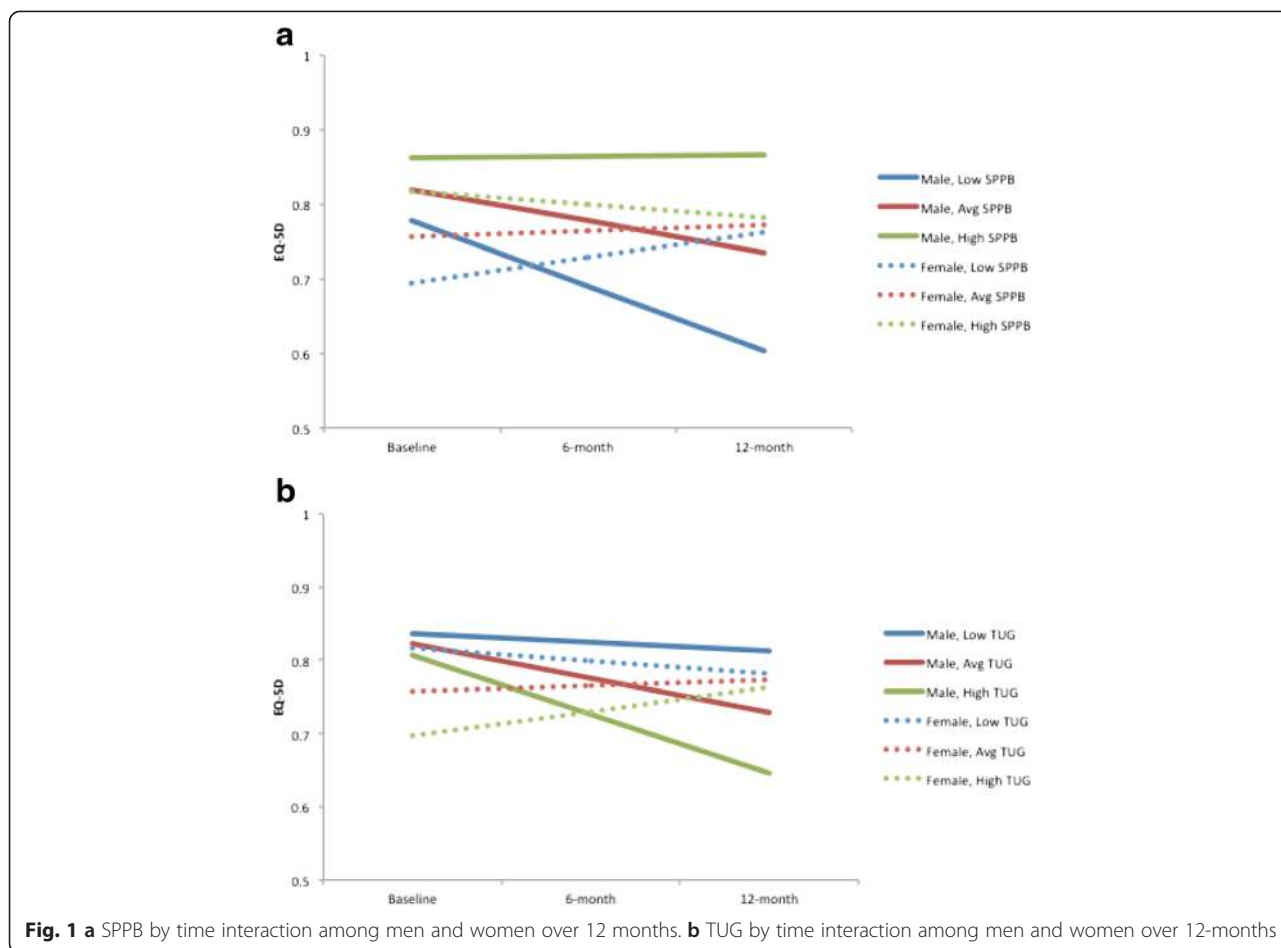 a
1
0.9
0.8
0.7
0.6
0.5
EQ-5D
Baseline 6-month 12-month
Male, Low SPPB
Male, Avg SPPB
Male, High SPPB
Female, Low SPPB
Female, Avg SPPB
Female, High SPPB
b
1
0.9
0.8
0.7
0.6
0.5
EQ-5D
Baseline 6-month 12-month
Male, Low TUG
Male, Avg TUG
Male, High TUG
Female, Low TUG
Female, Avg TUG
Female, High TUG
Fig. 1 a SPPB by time interaction among men and women over 12 months. b TUG by time interaction among men and women over 12-months